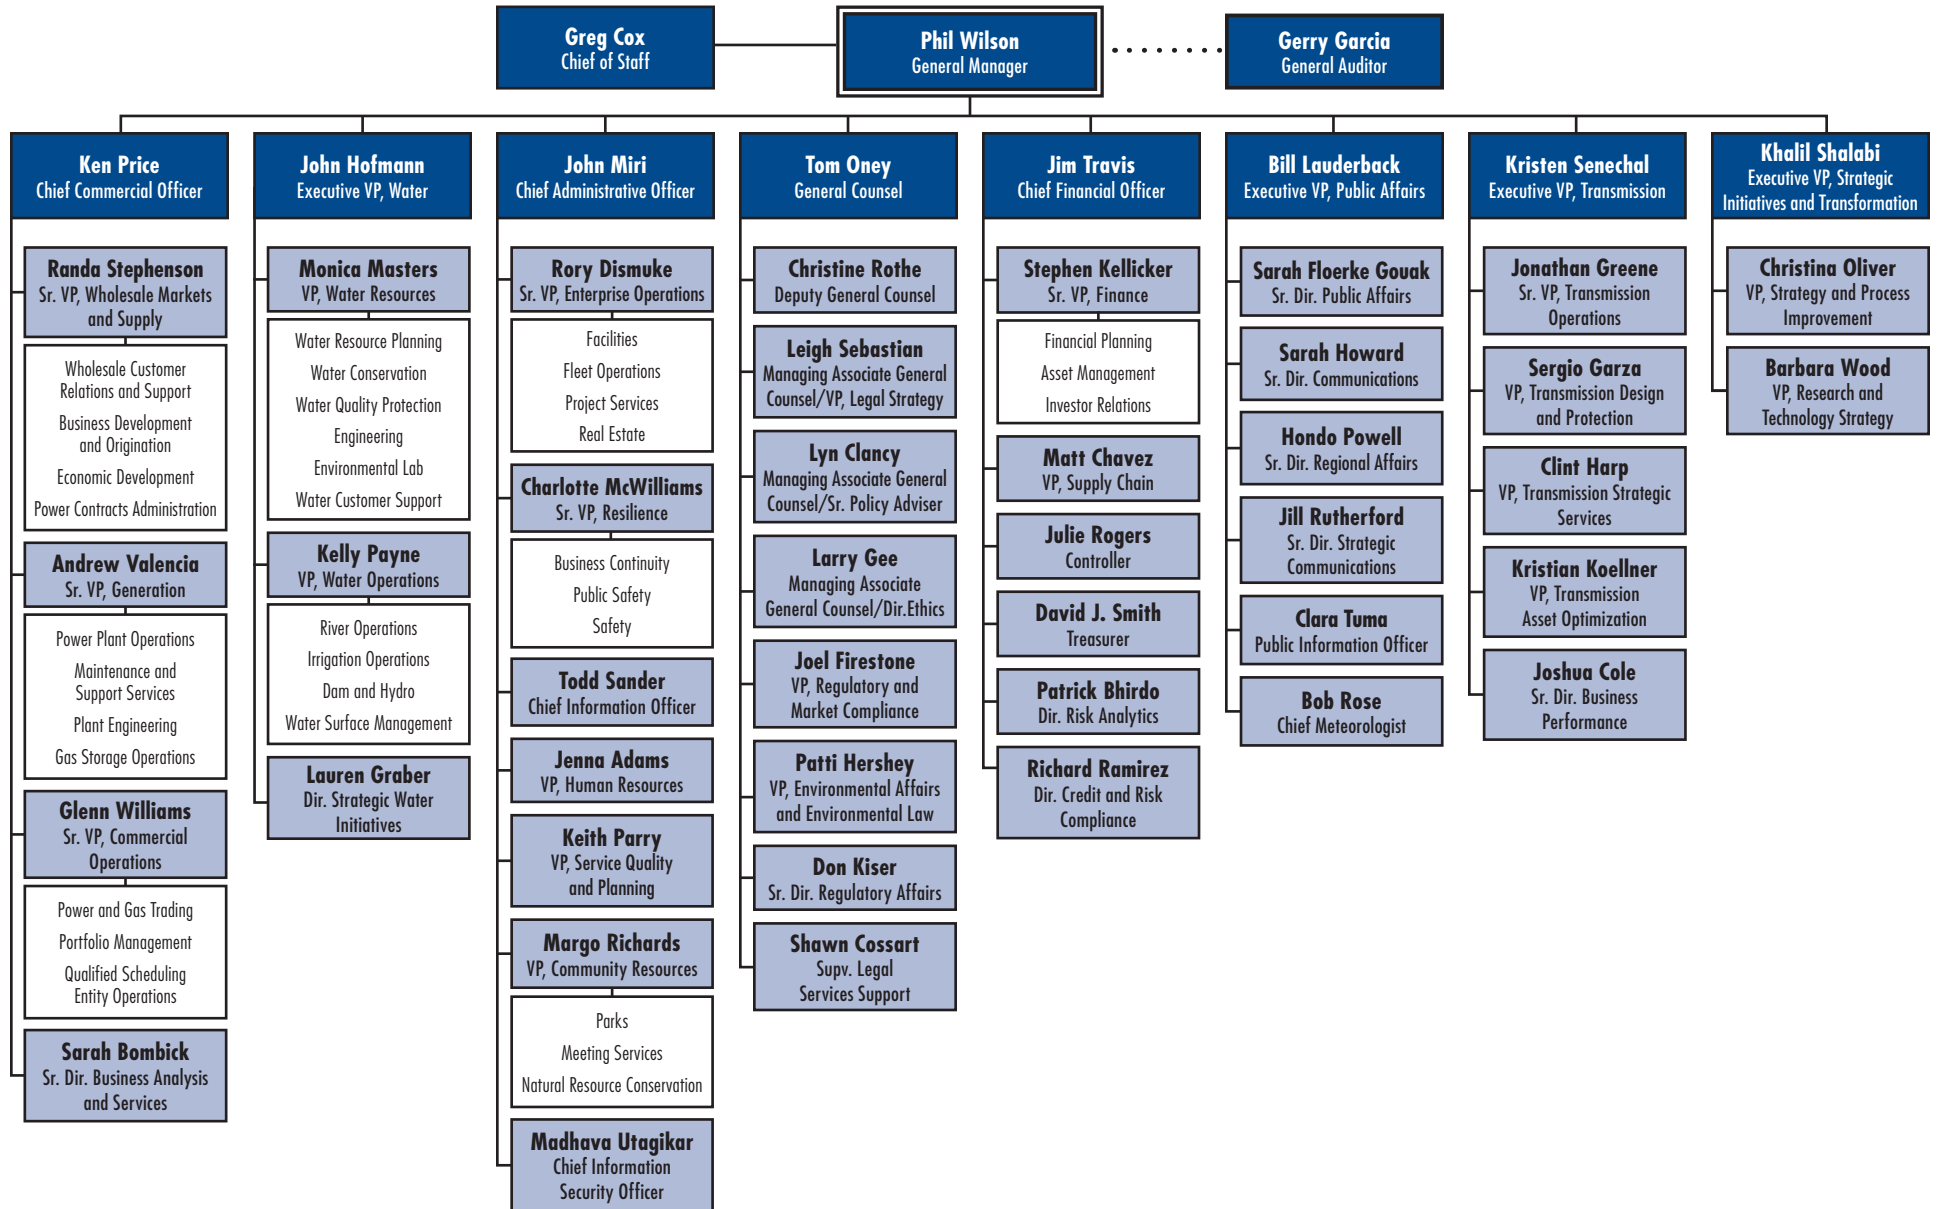 Greg Cox
Chief of Staff
Phil Wilson
General Manager
Gerry Garcia
General Auditor
Ken Price
Chief Commercial Officer
Randa Stephenson
Sr. VP, Wholesale Markets
and Supply
Wholesale Customer
Relations and Support
Business Development
and Origination
Economic Development
Power Contracts Administration
Andrew Valencia
Sr. VP, Generation
Power Plant Operations
Maintenance and
Support Services
Plant Engineering
Gas Storage Operations
Glenn Williams
Sr. VP, Commercial
Operations
Power and Gas Trading
Portfolio Management
Qualified Scheduling
Entity Operations
Sarah Bombick
Sr. Dir. Business Analysis
and Services
John Hofmann
Executive VP, Water
Monica Masters
VP, Water Resources
Water Resource Planning
Water Conservation
Water Quality Protection
Engineering
Environmental Lab
Water Customer Support
Kelly Payne
VP, Water Operations
River Operations
Irrigation Operations
Dam and Hydro
Water Surface Management
Lauren Graber
Dir. Strategic Water
Initiatives
John Miri
Chief Administrative Officer
Rory Dismuke
Sr. VP, Enterprise Operations
Facilities
Fleet Operations
Project Services
Real Estate
Charlotte McWilliams
Sr. VP, Resilience
Business Continuity
Public Safety
Safety
Todd Sander
Chief Information Officer
Jenna Adams
VP, Human Resources
Keith Parry
VP, Service Quality
and Planning
Margo Richards
VP, Community Resources
Parks
Meeting Services
Natural Resource Conservation
Madhava Utagikar
Chief Information
Security Officer
Tom Oney
General Counsel
Christine Rothe
Deputy General Counsel
Leigh Sebastian
Managing Associate General
Counsel/VP, Legal Strategy
Lyn Clancy
Managing Associate General
Counsel/Sr. Policy Adviser
Larry Gee
Managing Associate
General Counsel/Dir.Ethics
Joel Firestone
VP, Regulatory and
Market Compliance
Patti Hershey
VP, Environmental Affairs
and Environmental Law
Don Kiser
Sr. Dir. Regulatory Affairs
Shawn Cossart
Supv. Legal
Services Support
Jim Travis
Chief Financial Officer
Stephen Kellicker
Sr. VP, Finance
Financial Planning
Asset Management
Investor Relations
Matt Chavez
VP, Supply Chain
Julie Rogers
Controller
David J. Smith
Treasurer
Patrick Bhirdo
Dir. Risk Analytics
Richard Ramirez
Dir. Credit and Risk
Compliance
Bill Lauderback
Executive VP, Public Affairs
Sarah Floerke Gouak
Sr. Dir. Public Affairs
Sarah Howard
Sr. Dir. Communications
Hondo Powell
Sr. Dir. Regional Affairs
Jill Rutherford
Sr. Dir. Strategic
Communications
Clara Tuma
Public Information Officer
Bob Rose
Chief Meteorologist
Kristen Senechal
Executive VP, Transmission
Jonathan Greene
Sr. VP, Transmission
Operations
Sergio Garza
VP, Transmission Design
and Protection
Clint Harp
VP, Transmission Strategic
Services
Kristian Koellner
VP, Transmission
Asset Optimization
Joshua Cole
Sr. Dir. Business
Performance
Khalil Shalabi
Executive VP, Strategic
Initiatives and Transformation
Christina Oliver
VP, Strategy and Process
Improvement
Barbara Wood
VP, Research and
Technology Strategy